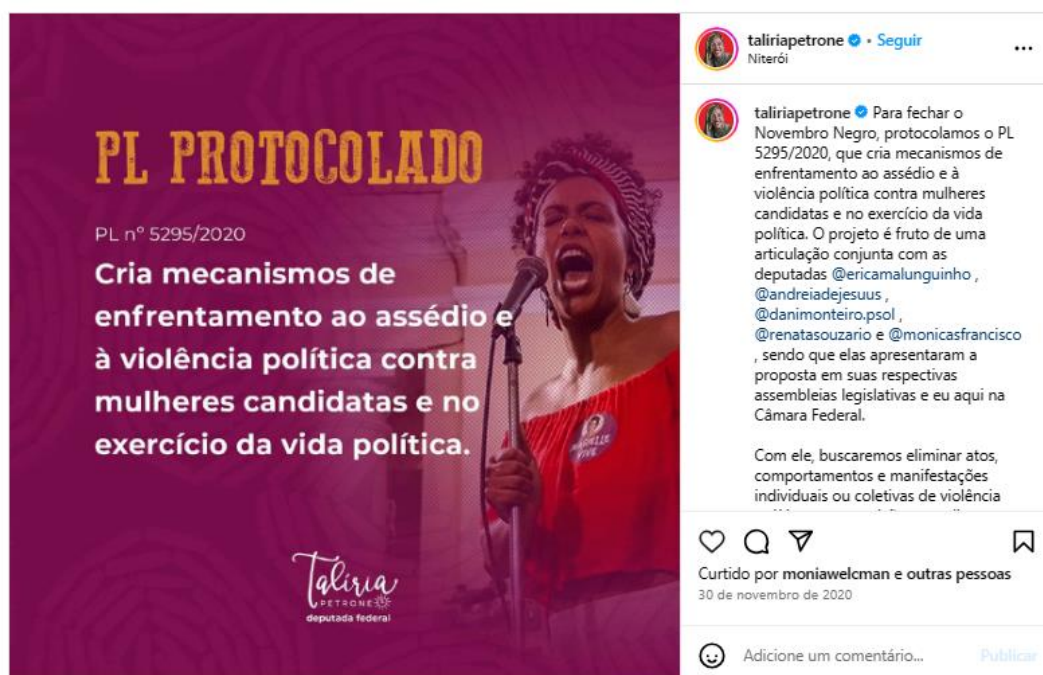 PL PROTOCOLADO
PL nº 5295/2020
Cria mecanismos de
enfrentamento ao assédio e
à violência política contra
mulheres candidatas e no
exercício da vida política.
MARIELLE
VIVE
Talíria
PETRONE
deputada federal
taliriapetrone • Seguir
Niterói
taliriapetrone Para fechar o
Novembro Negro, protocolamos o PL
5295/2020, que cria mecanismos de
enfrentamento ao assédio e à
violência política contra mulheres
candidatas e no exercício da vida
política. O projeto é fruto de uma
articulação conjunta com as
deputadas @ericamalunguinho ,
@andreiadejesuus ,
@danimonteiro.psol ,
@renatasouzario e @monicasfrancisco
, sendo que elas apresentaram a
proposta em suas respectivas
assembleias legislativas e eu aqui na
Câmara Federal.
Com ele, buscaremos eliminar atos,
comportamentos e manifestações
individuais ou coletivas de violência
Curtido por moniawelcman e outras pessoas
30 de novembro de 2020
Adicione um comentário...
Publicar